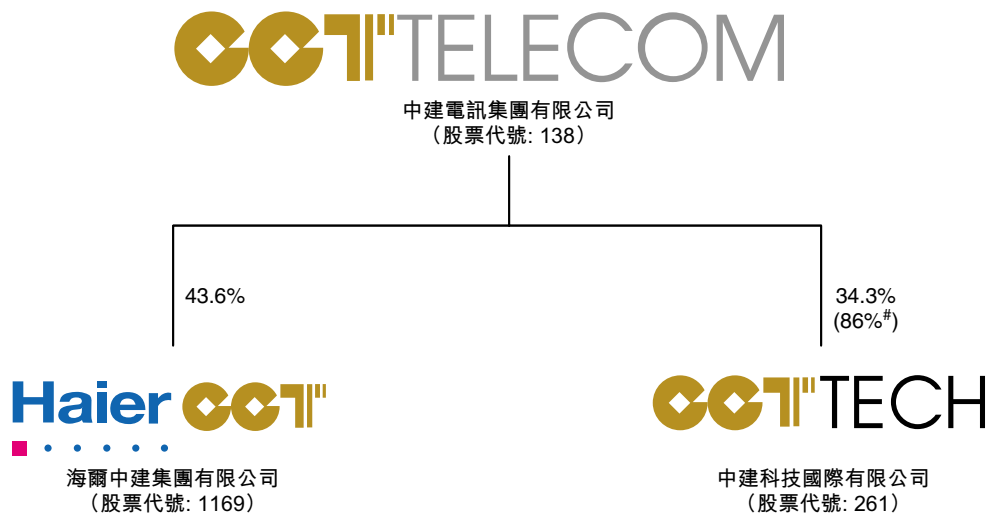 CCT TELECOM
中建電訊集團有限公司
（股票代號: 138）
43.6%
34.3%
(86%#)
Haier CCT
海爾中建集團有限公司
（股票代號: 1169）
CCT TECH
中建科技國際有限公司
（股票代號: 261）